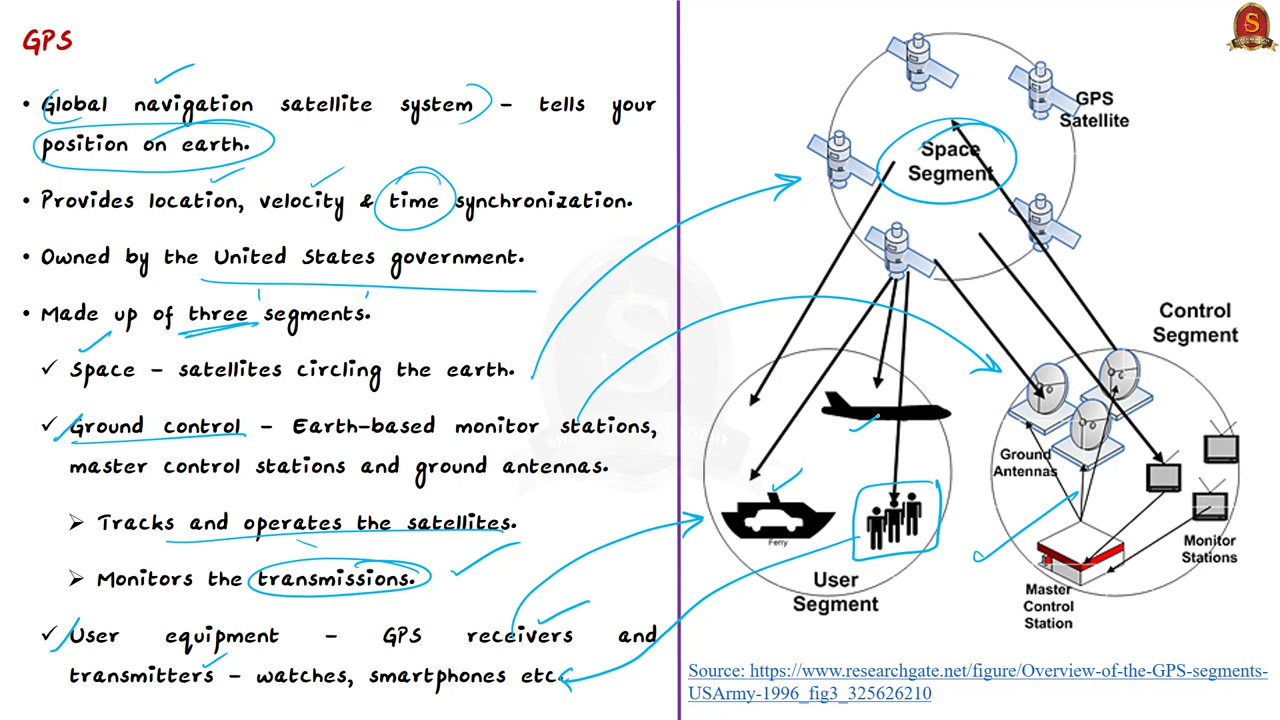 GPS
• Global navigation satellite system – tells your
position on earth.
• Provides location, velocity & time synchronization.
• Owned by the United States government.
• Made up of three segments.
✓ Space – satellites circling the earth.
✓ Ground control – Earth-based monitor stations,
master control stations and ground antennas.
➢ Tracks and operates the satellites.
➢ Monitors the transmissions.
✓ User equipment – GPS receivers and
transmitters – watches, smartphones etc.
GPS
Satellite
Space
Segment
Control
Segment
Ground
Antennas
Monitor
Stations
Master
Control
Station
Ferry
User
Segment
Source: https://www.researchgate.net/figure/Overview-of-the-GPS-segments-
USArmy-1996_fig3_325626210
S